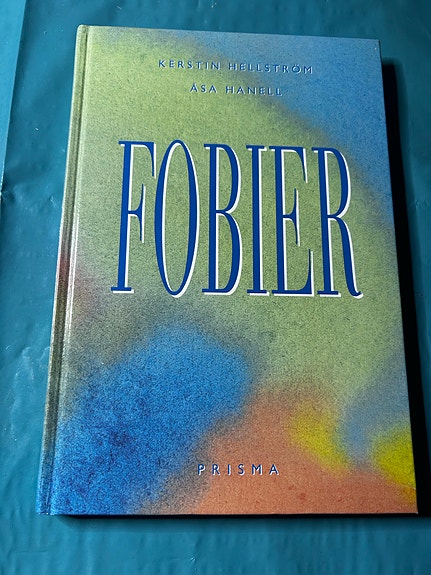 KERSTIN HELLSTRÖM
ÅSA HANELL
FOBIER
PRISMA